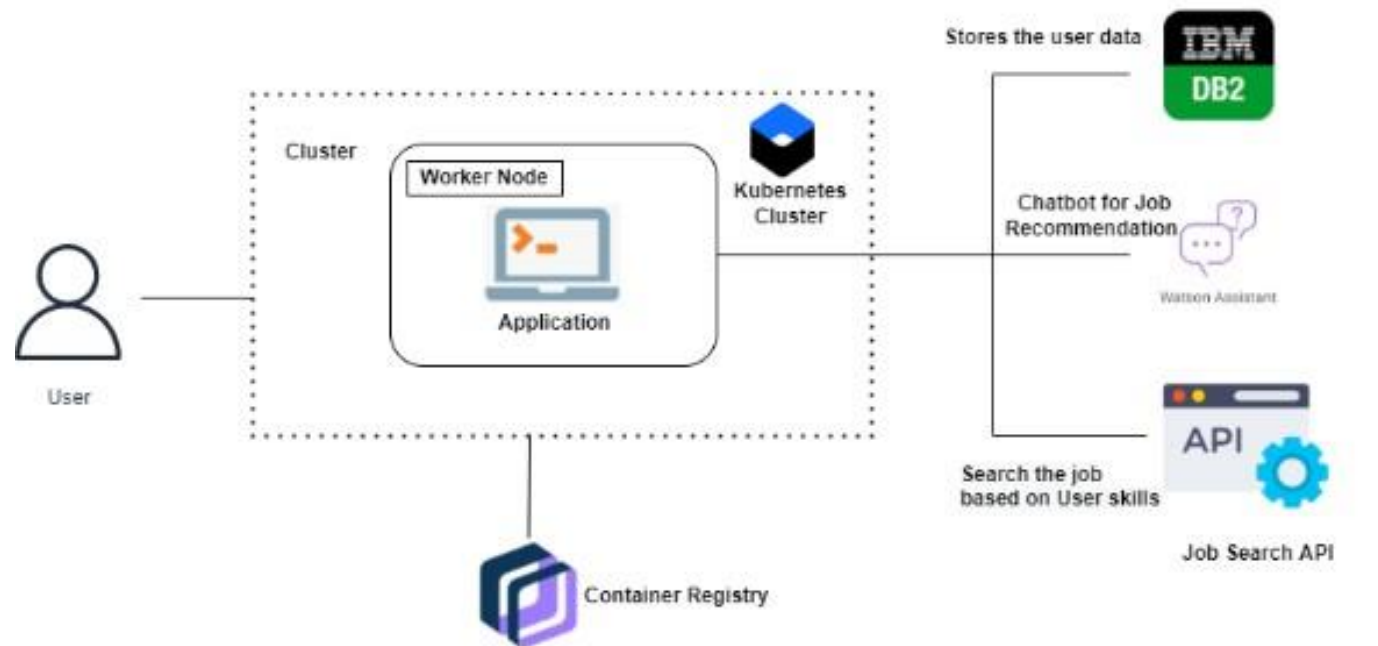 Stores the user data
IBM
DB2
Cluster
Worker Node
Kubernetes
Cluster
Chatbot for Job
Recommendation
?
Watson Assistant
Application
User
API
Search the job
based on User skills
Job Search API
Container Registry